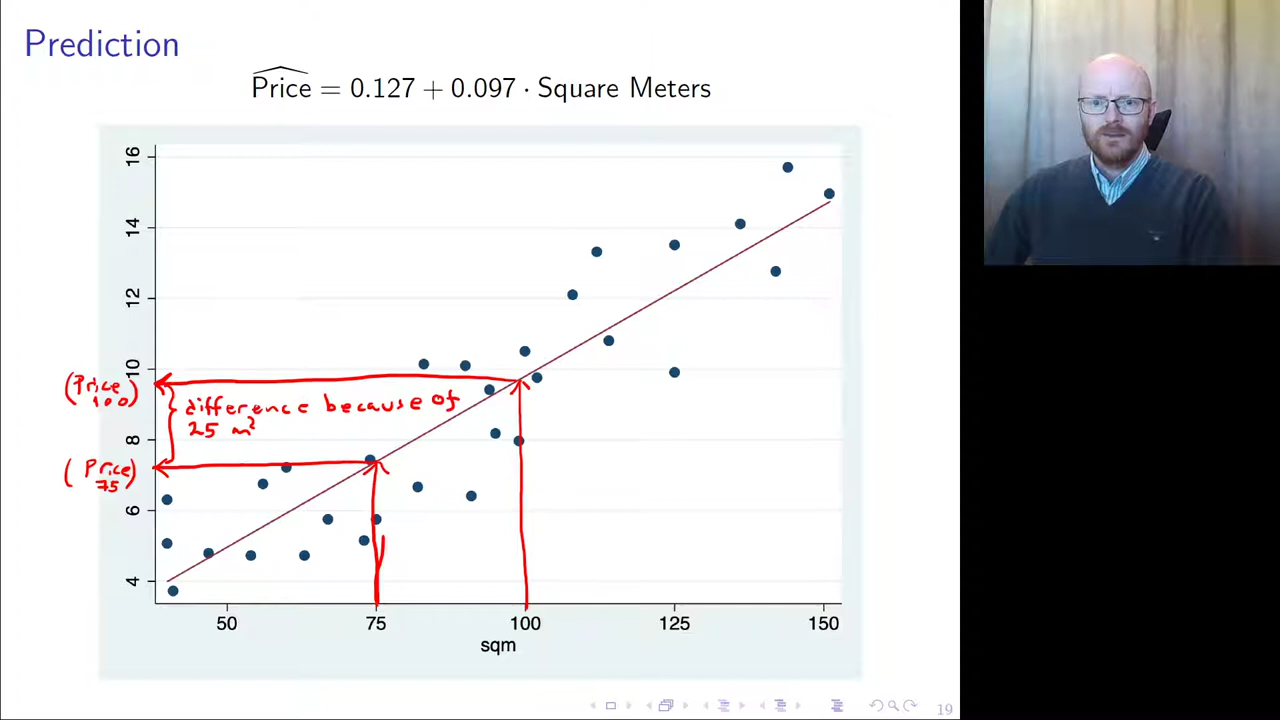 Prediction
Price = 0.127 + 0.097 · Square Meters
16
14
12
10
8
6
4
(Price
100)
difference because of
25 m²
(Price)
75
50 75 100 125 150
sqm
19